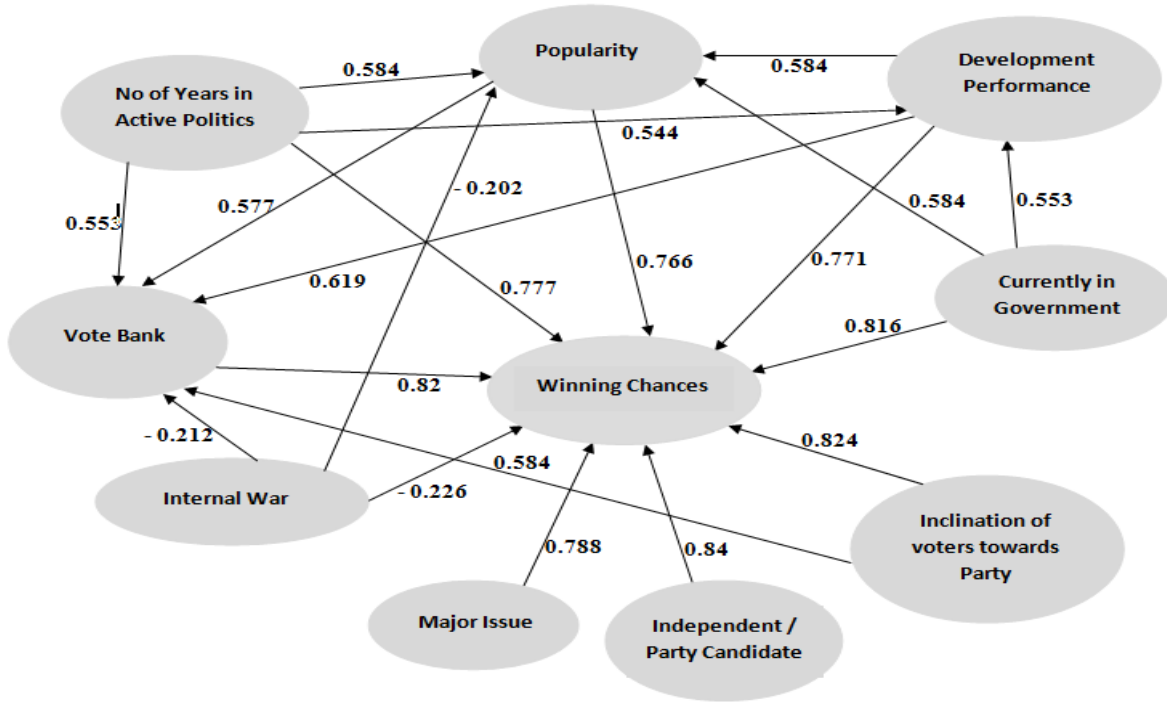 Popularity
Development
Performance
0.584
0.584
No of Years in
Active Politics
0.544
- 0.202
0.577
0.584
0.553
0.553
0.766
0.771
0.619
0.777
Currently in
Government
0.816
Vote Bank
Winning Chances
0.82
- 0.212
0.824
0.584
- 0.226
Internal War
Inclination of
voters towards
Party
0.788
0.84
Major Issue
Independent /
Party Candidate